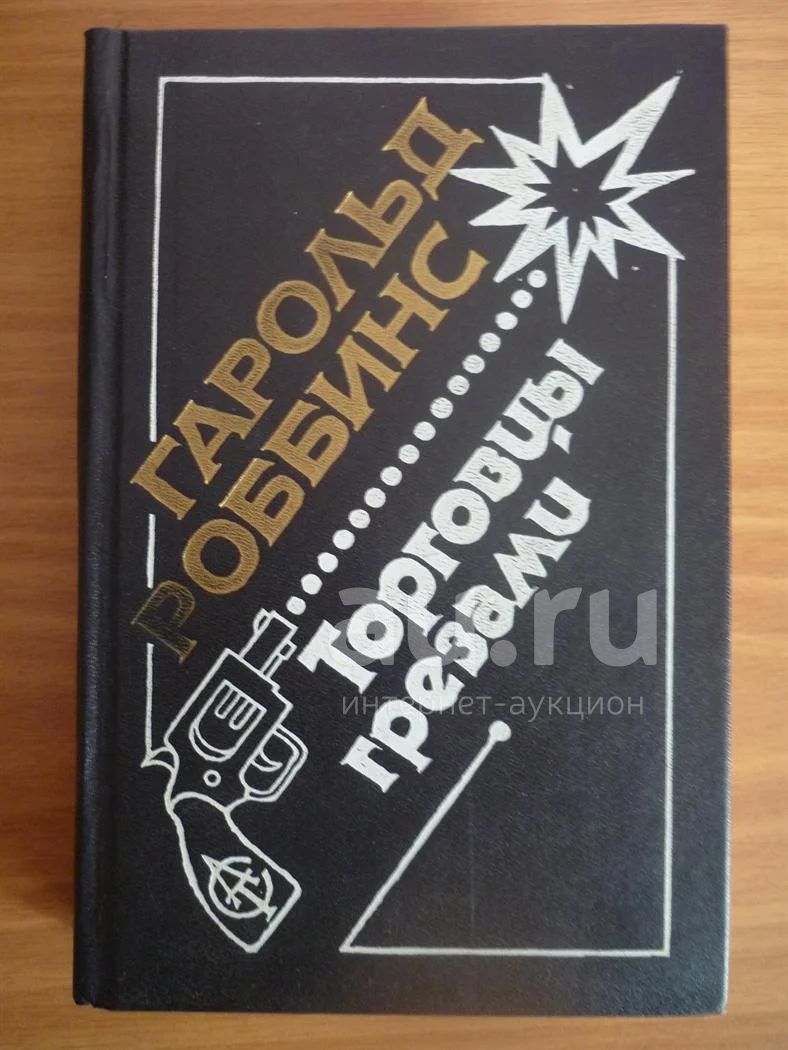 ГАРОЛЬД
РОББИНС
Торговцы
грезами
au.ru
интернет-аукцион